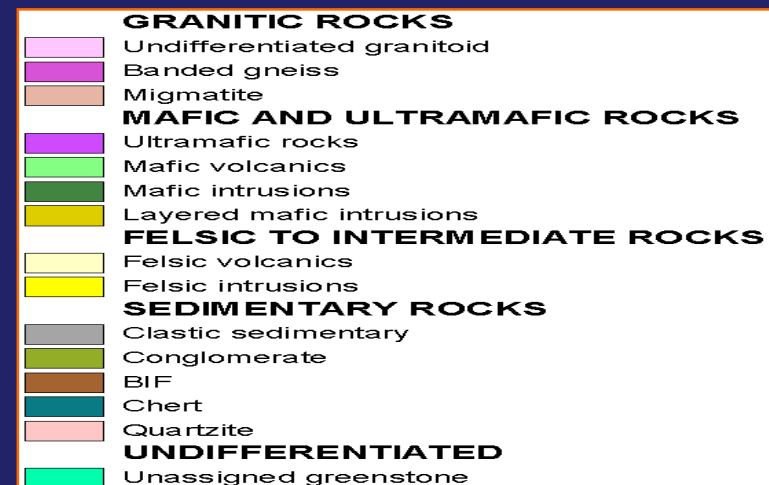 GRANITIC ROCKS
Undifferentiated granitoid
Banded gneiss
Migmatite
MAFIC AND ULTRAMAFIC ROCKS
Ultramafic rocks
Mafic volcanics
Mafic intrusions
Layered mafic intrusions
FELSIC TO INTERMEDIATE ROCKS
Felsic volcanics
Felsic intrusions
SEDIMENTARY ROCKS
Clastic sedimentary
Conglomerate
BIF
Chert
Quartzite
UNDIFFERENTIATED
Unassigned greenstone